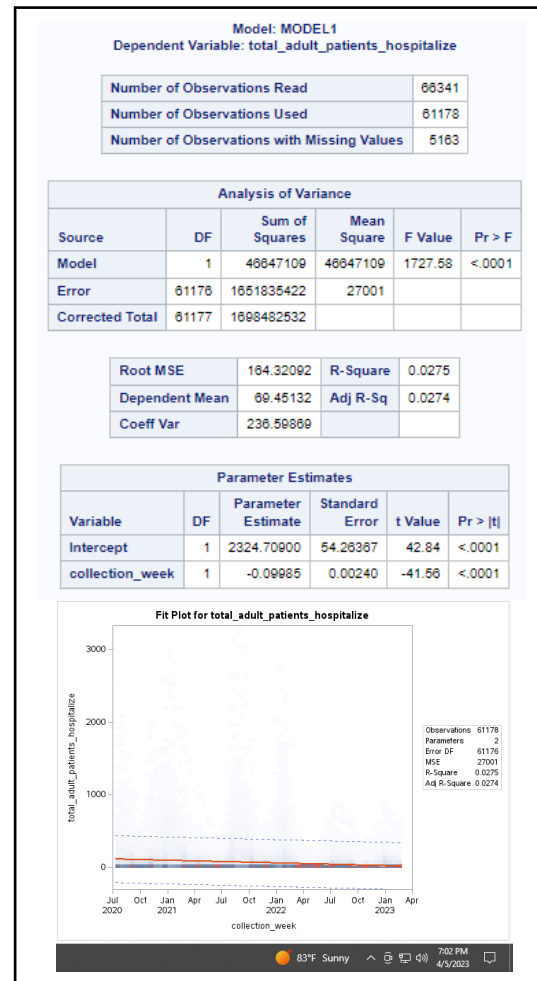 Model: MODEL1
Dependent Variable: total_adult_patients_hospitalize
Number of Observations Read 66341
Number of Observations Used 61178
Number of Observations with Missing Values 5163
Analysis of Variance
Source DF Sum of Squares Mean Square F Value Pr > F
Model 1 46647109 46647109 1727.58 <.0001
Error 61176 1651835422 27001
Corrected Total 61177 1698482532
Root MSE 164.32092 R-Square 0.0275
Dependent Mean 69.45132 Adj R-Sq 0.0274
Coeff Var 236.59869
Parameter Estimates
Variable DF Parameter Estimate Standard Error t Value Pr > |t|
Intercept 1 2324.70900 54.26367 42.84 <.0001
collection_week 1 -0.09985 0.00240 -41.56 <.0001
Fit Plot for total_adult_patients_hospitalize
total_adult_patients_hospitalize
3000
2000
1000
0
Observations 61178
Parameters 2
Error DF 61176
MSE 27001
R-Square 0.0275
Adj R-Square 0.0274
Jul Oct Jan Apr Jul Oct Jan Apr Jul Oct Jan Apr
2020 2021 2022 2023
collection_week
83°F Sunny 7:02 PM
4/5/2023